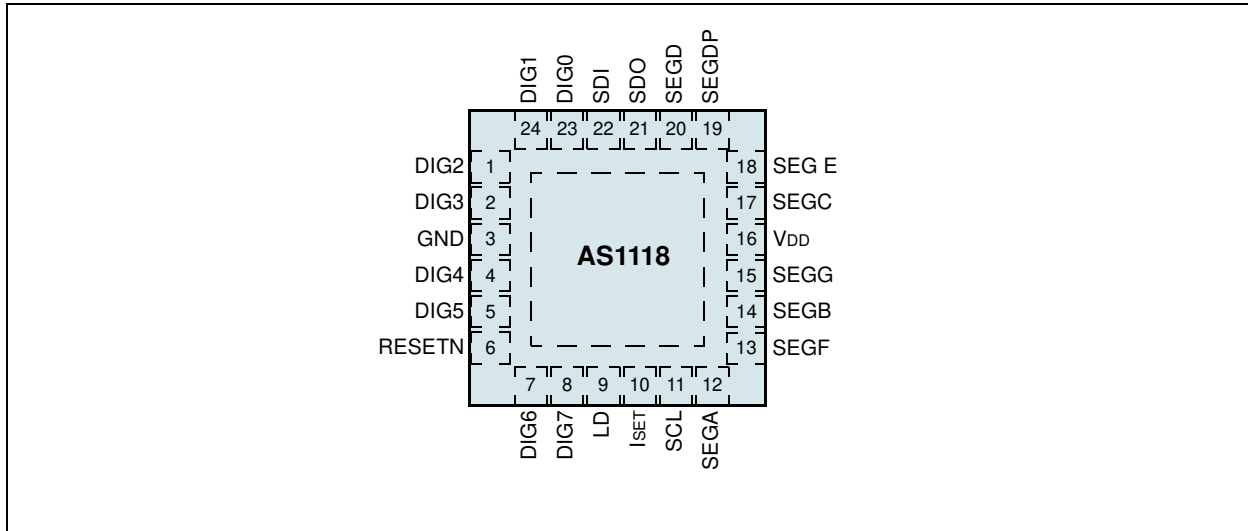 DIG1
DIG0
SDI
SDO
SEGD
SEGDP
24 23 22 21 20 19
DIG2 1 18 SEG E
DIG3 2 17 SEGC
GND 3 16 VDD
AS1118
DIG4 4 15 SEGG
DIG5 5 14 SEGB
RESETN 6 13 SEGF
7 8 9 10 11 12
DIG6
DIG7
LD
ISET
SCL
SEGA